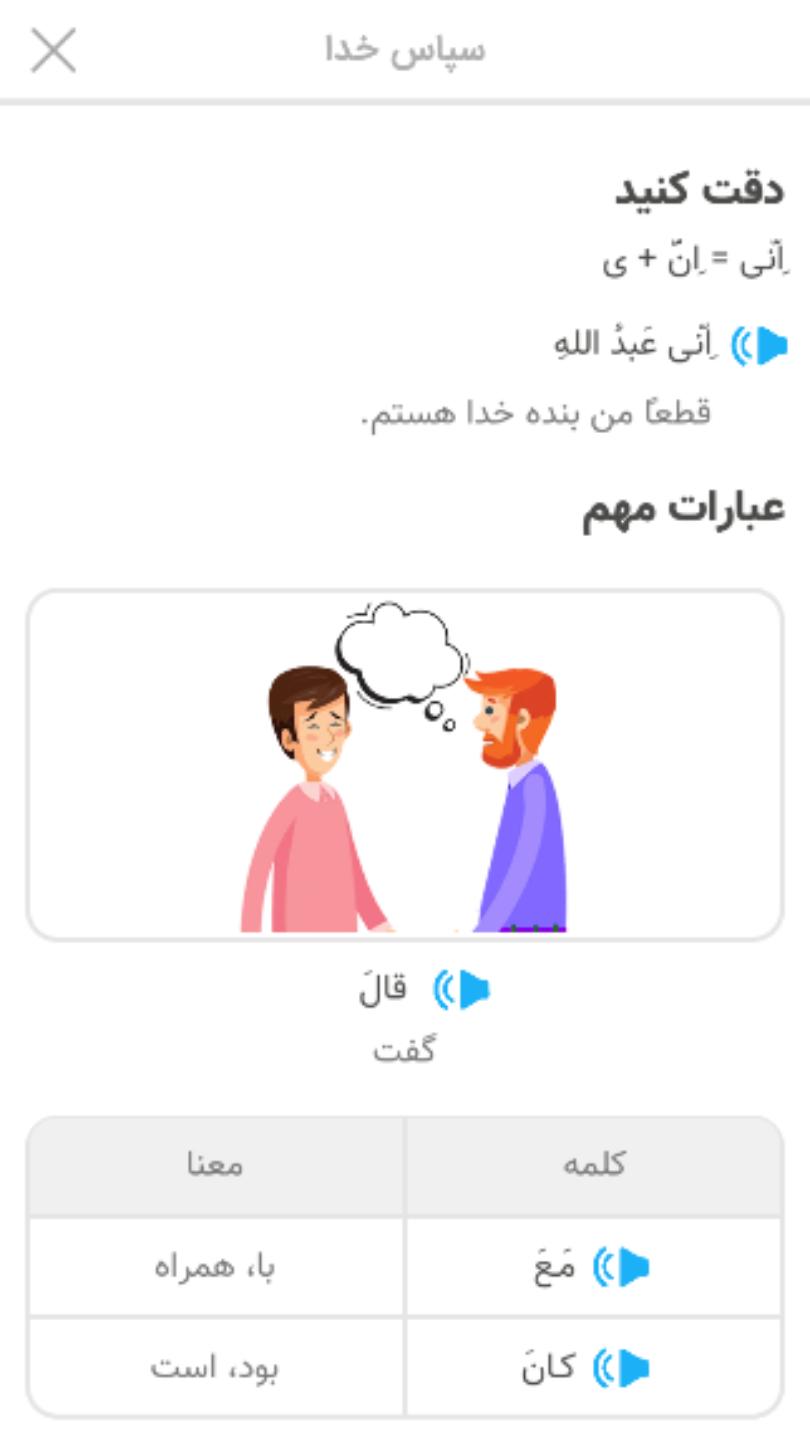 سپاس خدا
دقت کنید
اِنّی = اِنّ + ی
اِنّی عَبدُ اللهِ
قطعاً من بنده خدا هستم.
عبارات مهم
قالَ
گفت
کلمه معنا
مَعَ با، همراه
کانَ بود، است